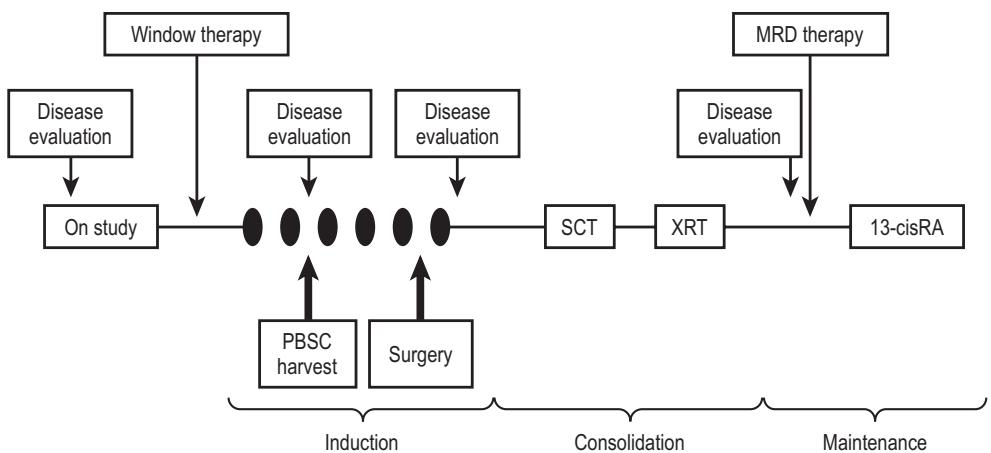 Window therapy
MRD therapy
Disease
evaluation
Disease
evaluation
Disease
evaluation
Disease
evaluation
On study
SCT
XRT
13-cisRA
PBSC
harvest
Surgery
Induction
Consolidation
Maintenance